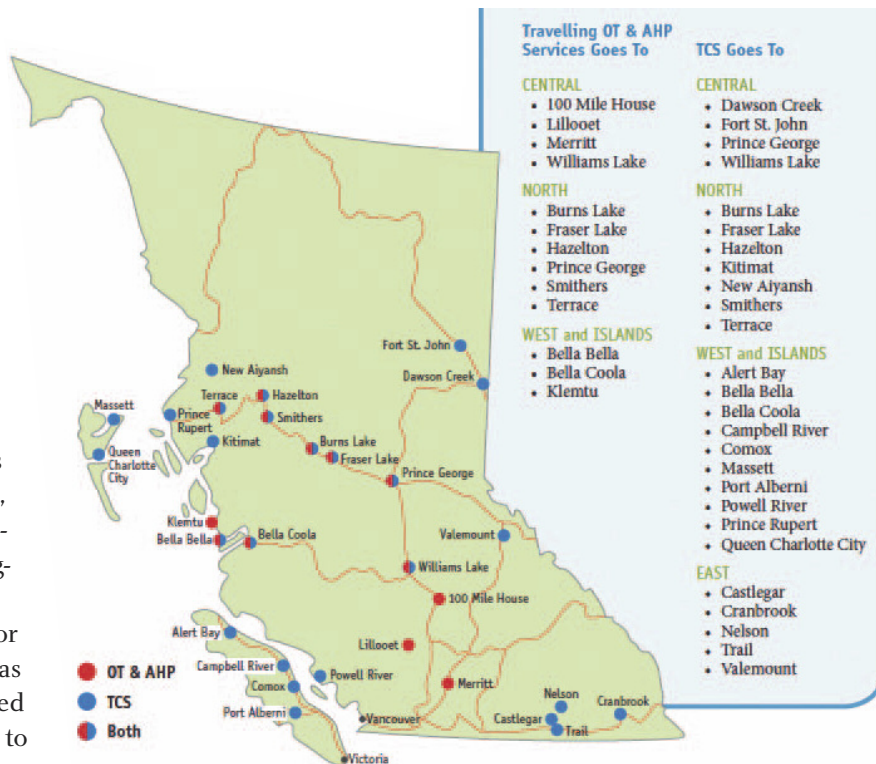 Travelling OT & AHP
Services Goes To
CENTRAL
• 100 Mile House
• Lillooet
• Merritt
• Williams Lake
NORTH
• Burns Lake
• Fraser Lake
• Hazelton
• Prince George
• Smithers
• Terrace
WEST and ISLANDS
• Bella Bella
• Bella Coola
• Klemtu
TCS Goes To
CENTRAL
• Dawson Creek
• Fort St. John
• Prince George
• Williams Lake
NORTH
• Burns Lake
• Fraser Lake
• Hazelton
• Kitimat
• New Aiyansh
• Smithers
• Terrace
WEST and ISLANDS
• Alert Bay
• Bella Bella
• Bella Coola
• Campbell River
• Comox
• Massett
• Port Alberni
• Powell River
• Prince Rupert
• Queen Charlotte City
EAST
• Castlegar
• Cranbrook
• Nelson
• Trail
• Valemount
Fort St. John
New Aiyansh
Dawson Creek
Terrace
Hazelton
Massett
Prince
Rupert
Smithers
Kitimat
Burns Lake
Fraser Lake
Queen
Charlotte
City
Prince George
Klemtu
Bella Bella
Bella Coola
Valemount
Williams Lake
100 Mile House
Alert Bay
Lillooet
Campbell River
Powell River
Merritt
Comox
Nelson
Cranbrook
Port Alberni
Vancouver
Castlegar
Trail
Victoria
OT & AHP
TCS
Both
s
,
-
g-
or
as
ed
to